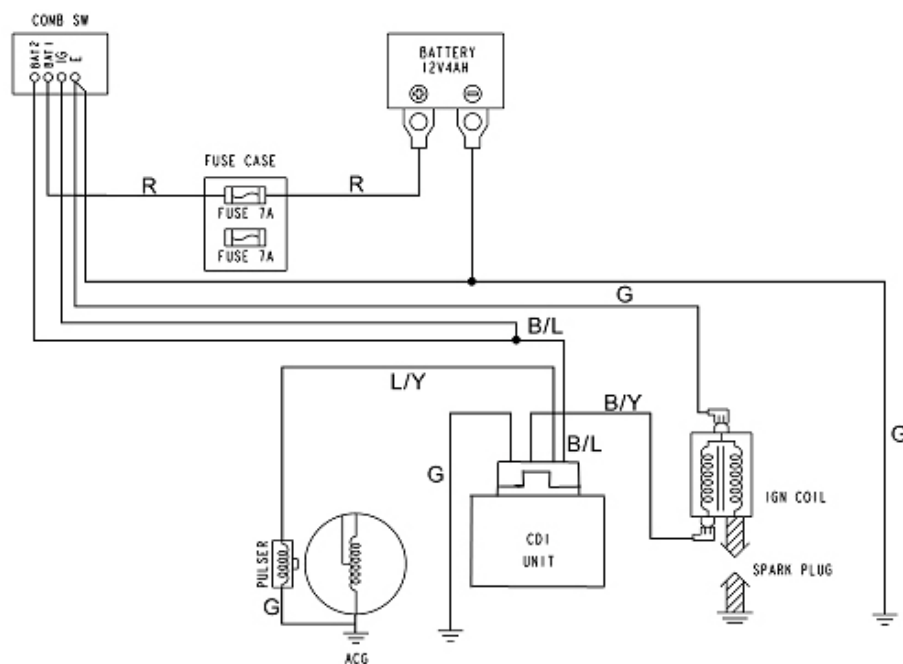 COMB SW
BAT2
BAT1
IG
E
BATTERY
12V4AH
FUSE CASE
R
R
FUSE 7A
FUSE 7A
G
B/L
L/Y
B/Y
B/L
G
G
IGN COIL
CDI
UNIT
PULSER
G
SPARK PLUG
ACG